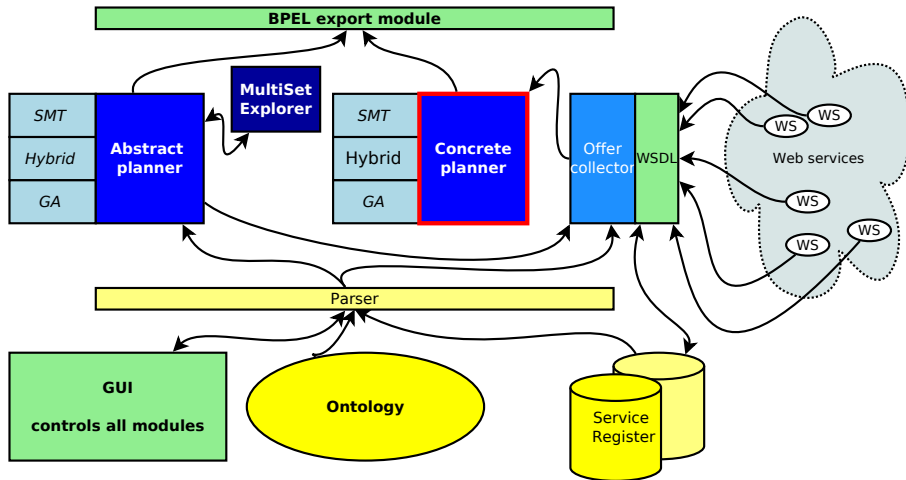 BPEL export module
SMT
Hybrid
GA
Abstract
planner
MultiSet
Explorer
SMT
Hybrid
GA
Concrete
planner
Offer
collector
WSDL
WS
WS
Web services
WS
WS
WS
Parser
GUI
controls all modules
Ontology
Service
Register